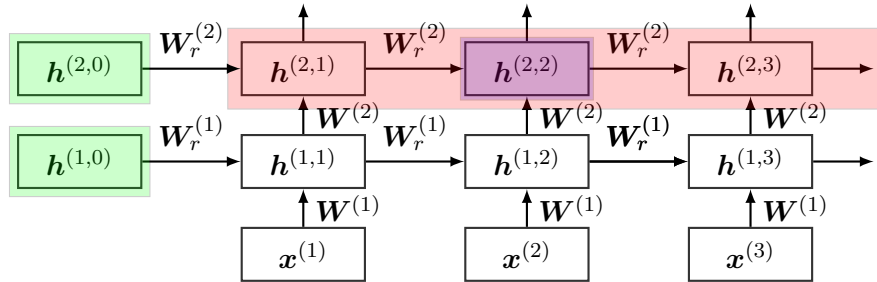 W_r^{(2)} W_r^{(2)} W_r^{(2)}
h^{(2,0)} h^{(2,1)} h^{(2,2)} h^{(2,3)}
W^{(2)} W^{(2)} W^{(2)}
W_r^{(1)} W_r^{(1)} W_r^{(1)}
h^{(1,0)} h^{(1,1)} h^{(1,2)} h^{(1,3)}
W^{(1)} W^{(1)} W^{(1)}
x^{(1)} x^{(2)} x^{(3)}